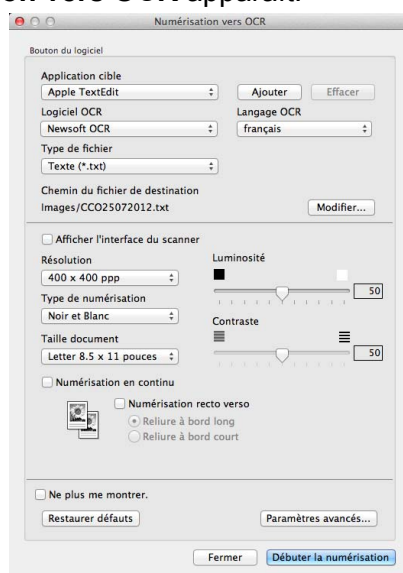 vers OCR apparaît.
Numérisation vers OCR
Bouton du logiciel
Application cible
Apple TextEdit
Ajouter
Effacer
Logiciel OCR
Langage OCR
Newsoft OCR
français
Type de fichier
Texte (*.txt)
Chemin du fichier de destination
Images/CCO25072012.txt
Modifier...
Afficher l'interface du scanner
Résolution
Luminosité
400 x 400 ppp
50
Type de numérisation
Noir et Blanc
Contraste
Taille document
Letter 8.5 x 11 pouces
50
Numérisation en continu
Numérisation recto verso
Reliure à bord long
Reliure à bord court
Ne plus me montrer.
Restaurer défauts
Paramètres avancés...
Fermer
Débuter la numérisation